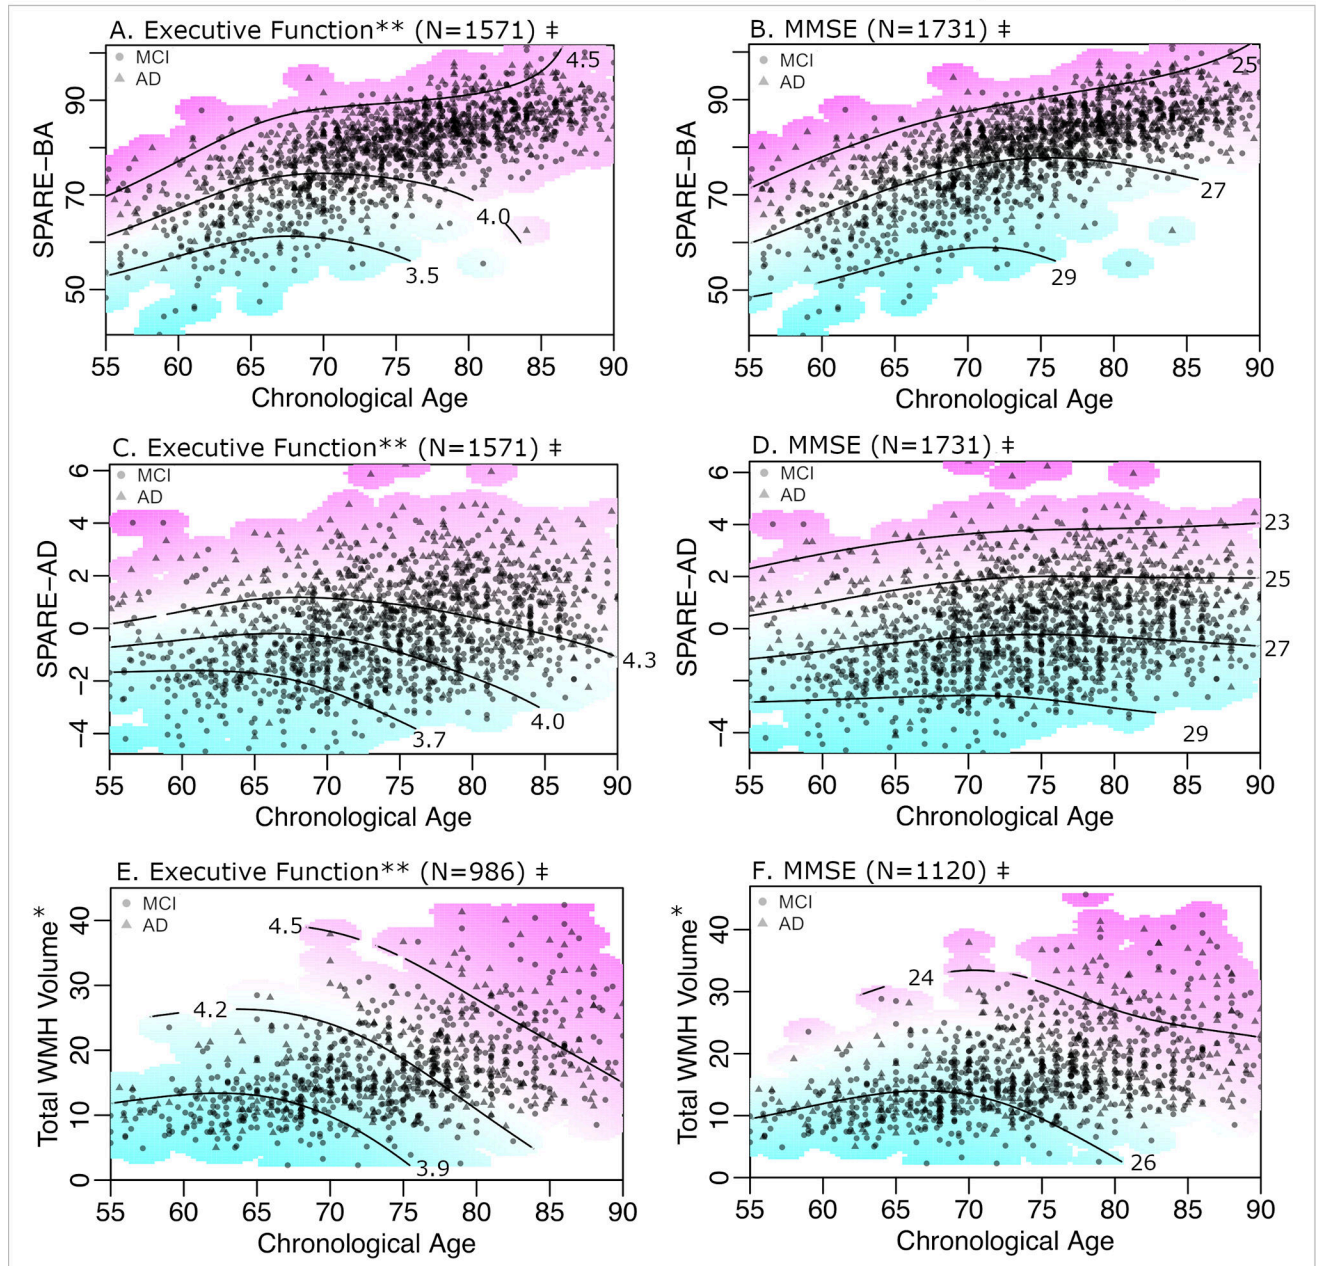 A. Executive Function** (N=1571) ‡
MCI
AD
SPARE–BA
90
70
50
4.5
4.0
3.5
55 60 65 70 75 80 85 90
Chronological Age
B. MMSE (N=1731) ‡
MCI
AD
SPARE–BA
90
70
50
25
27
29
55 60 65 70 75 80 85 90
Chronological Age
C. Executive Function** (N=1571) ‡
MCI
AD
SPARE–AD
6
4
2
0
−2
−4
4.3
4.0
3.7
55 60 65 70 75 80 85 90
Chronological Age
D. MMSE (N=1731) ‡
MCI
AD
SPARE–AD
6
4
2
0
−4
23
25
27
29
55 60 65 70 75 80 85 90
Chronological Age
E. Executive Function** (N=986) ‡
MCI
AD
Total WMH Volume*
40
30
20
10
0
4.5
4.2
3.9
55 60 65 70 75 80 85 90
Chronological Age
F. MMSE (N=1120) ‡
MCI
AD
Total WMH Volume*
40
30
20
10
0
24
26
55 60 65 70 75 80 85 90
Chronological Age